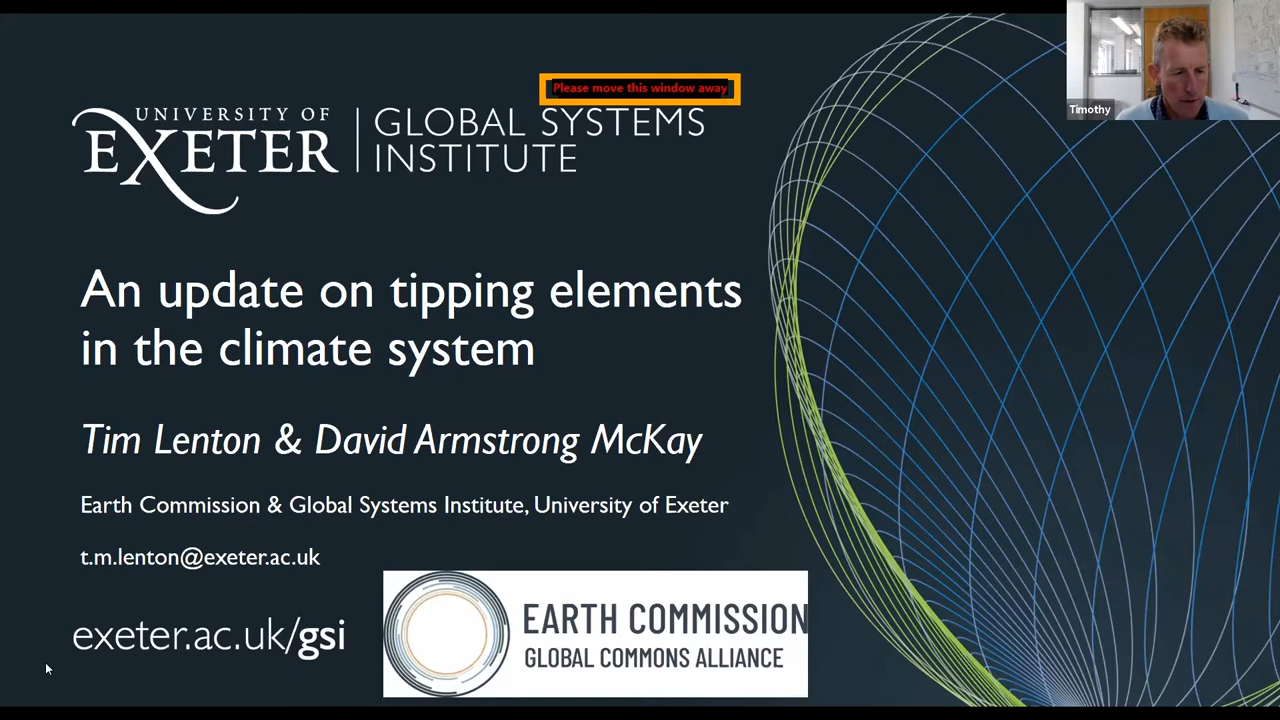 Please move this window away
Timothy
UNIVERSITY OF
EXETER
GLOBAL SYSTEMS
INSTITUTE
An update on tipping elements
in the climate system
Tim Lenton & David Armstrong McKay
Earth Commission & Global Systems Institute, University of Exeter
t.m.lenton@exeter.ac.uk
exeter.ac.uk/gsi
EARTH COMMISSION
GLOBAL COMMONS ALLIANCE